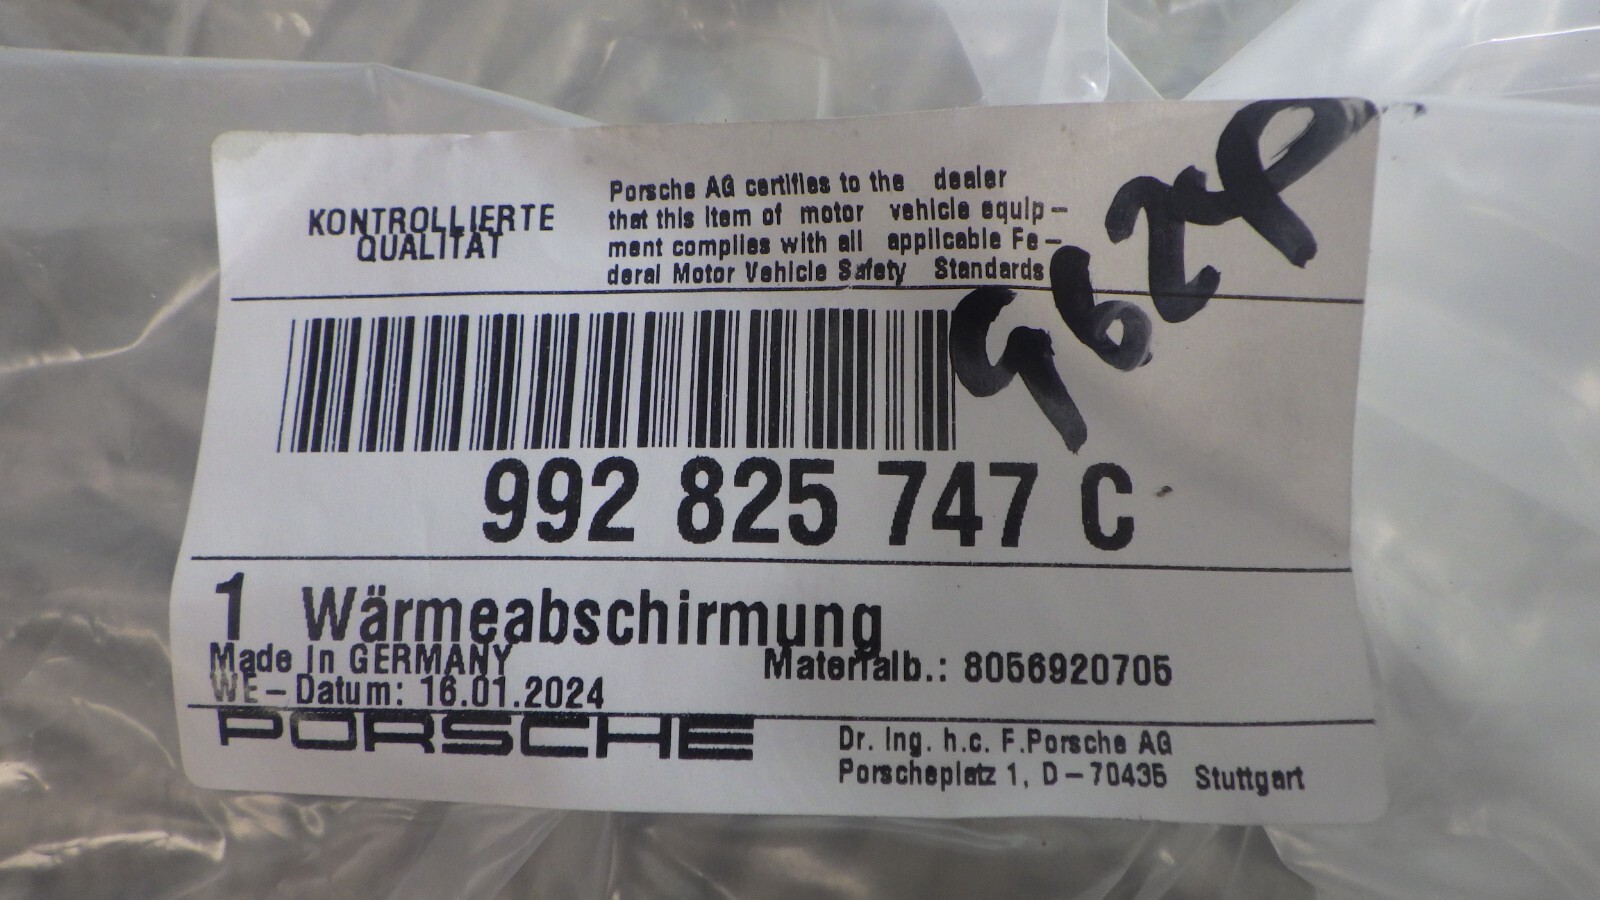 KONTROLLIERTE
QUALITÄT
Porsche AG certifies to the dealer
that this item of motor vehicle equip-
ment complies with all applicable Fe-
deral Motor Vehicle Safety Standards
992 825 747 C
1 Wärmeabschirmung
Made in GERMANY
Materialb.: 8056920705
WE-Datum: 16.01.2024
PORSCHE
Dr. Ing. h.c. F.Porsche AG
Porscheplatz 1, D-70435 Stuttgart